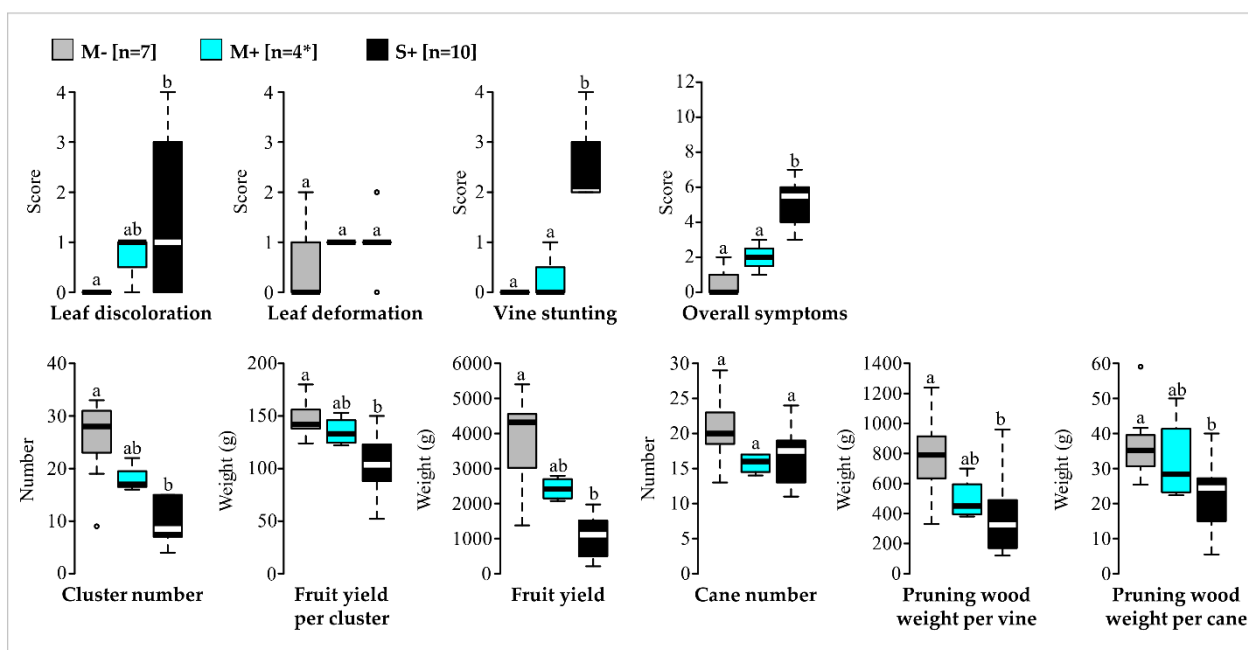 M- [n=7] M+ [n=4*] S+ [n=10]
Score
4
3
2
1
0
a
ab
b
Leaf discoloration
Score
4
3
2
1
0
a
a
a
Leaf deformation
Score
4
3
2
1
0
a
a
b
Vine stunting
Score
12
10
8
6
4
2
0
a
a
b
Overall symptoms
Number
40
30
20
10
0
a
ab
b
Cluster number
Weight (g)
200
150
100
50
0
a
ab
b
Fruit yield
per cluster
Weight (g)
6000
5000
4000
3000
2000
1000
0
a
ab
b
Fruit yield
Number
30
25
20
15
10
5
0
a
a
a
Cane number
Weight (g)
1400
1200
1000
800
600
400
200
0
a
ab
b
Pruning wood
weight per vine
Weight (g)
60
50
40
30
20
10
0
a
ab
b
Pruning wood
weight per cane